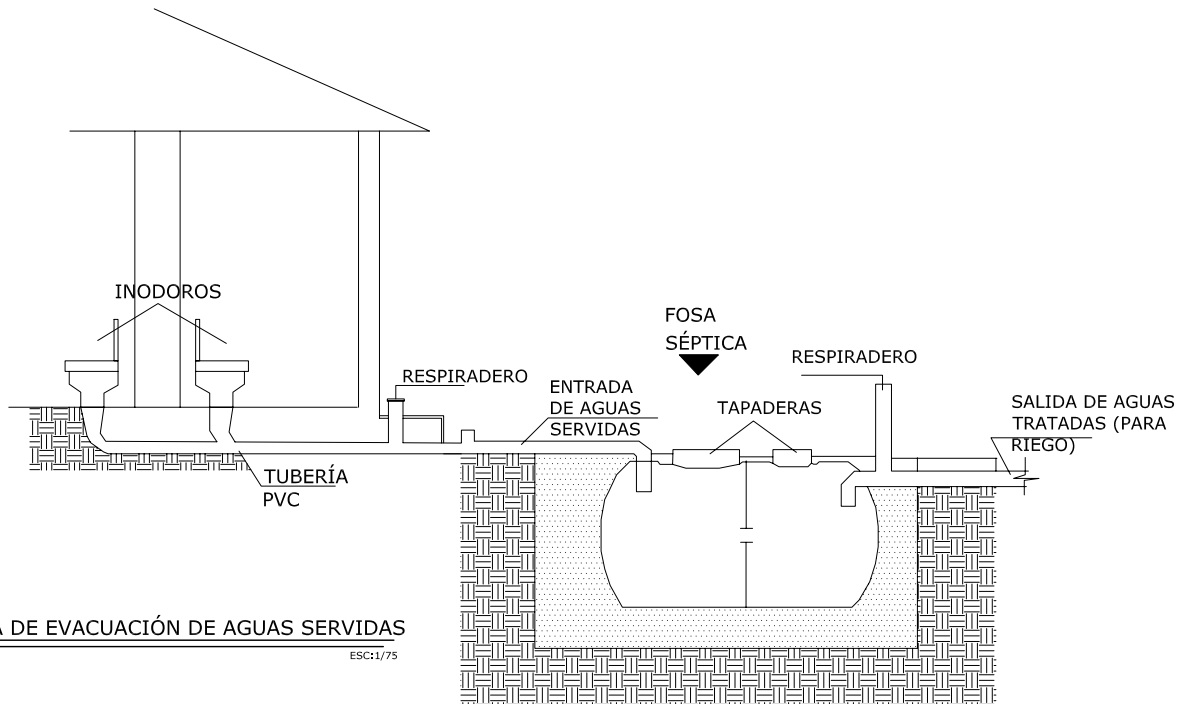 INODOROS
FOSA
SÉPTICA
RESPIRADERO
RESPIRADERO
ENTRADA
DE AGUAS
SERVIDAS
TAPADERAS
SALIDA DE AGUAS
TRATADAS (PARA
RIEGO)
TUBERÍA
PVC
A DE EVACUACIÓN DE AGUAS SERVIDAS
ESC:1/75